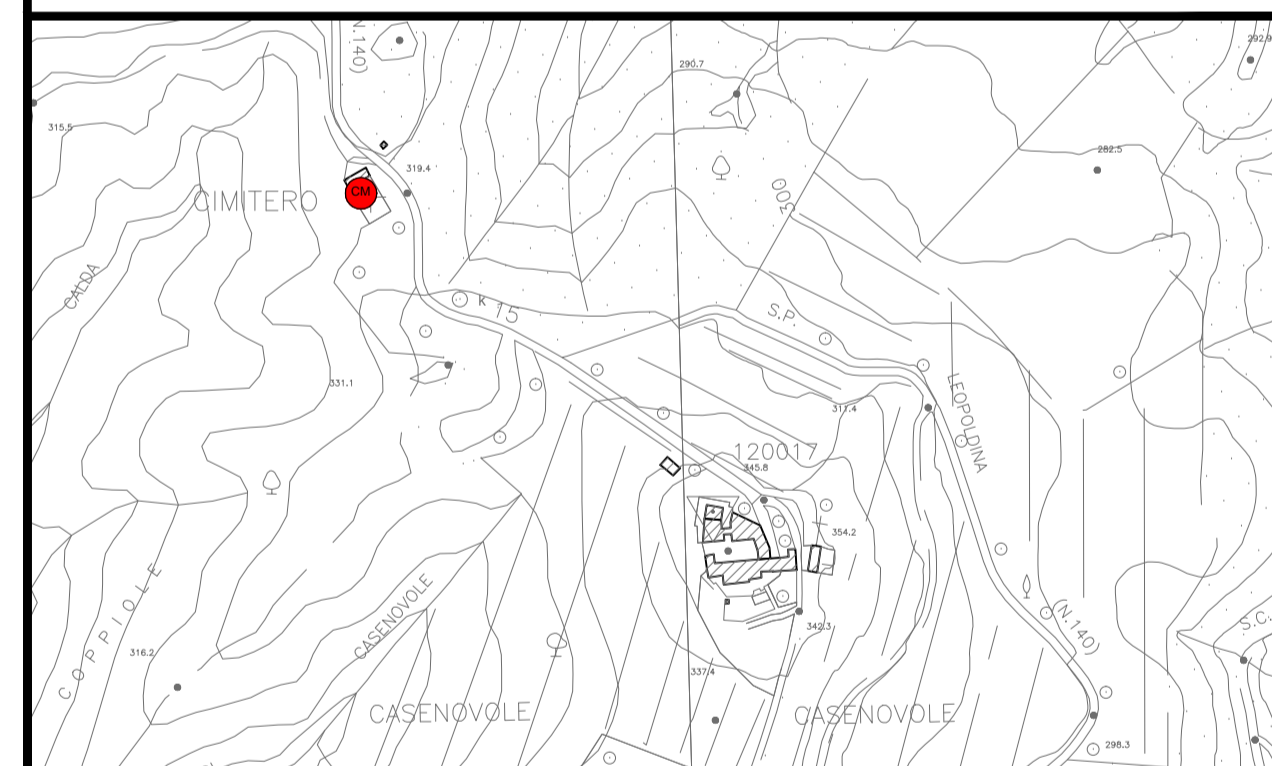 N.140)
292.9
290.7
315.5
282.5
319.4
CM
CIMITERO
003
CALDA
k 15
S.P.
331.1
311.4
LEOPOLDINA
120017
345.8
354.2
CASENOVOLE
COPPIOLE
342.3
(N.140)
S.C.
316.2
337.4
CASENOVOLE
CASENOVOLE
298.3